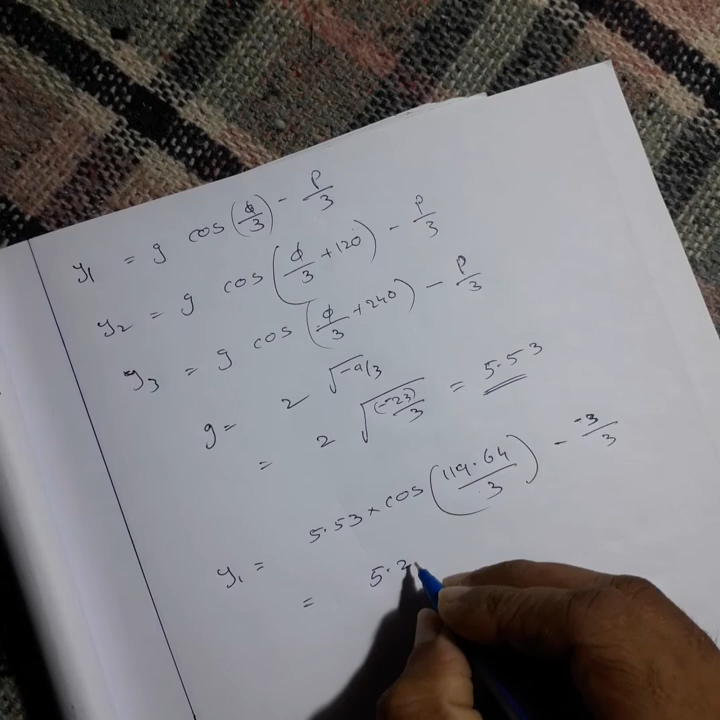 y₁ = g cos(ϕ/3) - P/3
y₂ = g cos(ϕ/3 + 120) - P/3
y₃ = g cos(ϕ/3 + 240) - P/3
g = 2 √-a/3
= 2 √(-(-23)/3) = 5.53
y₁ = 5.53 × cos(119.64/3) - -3/3
= 5.2